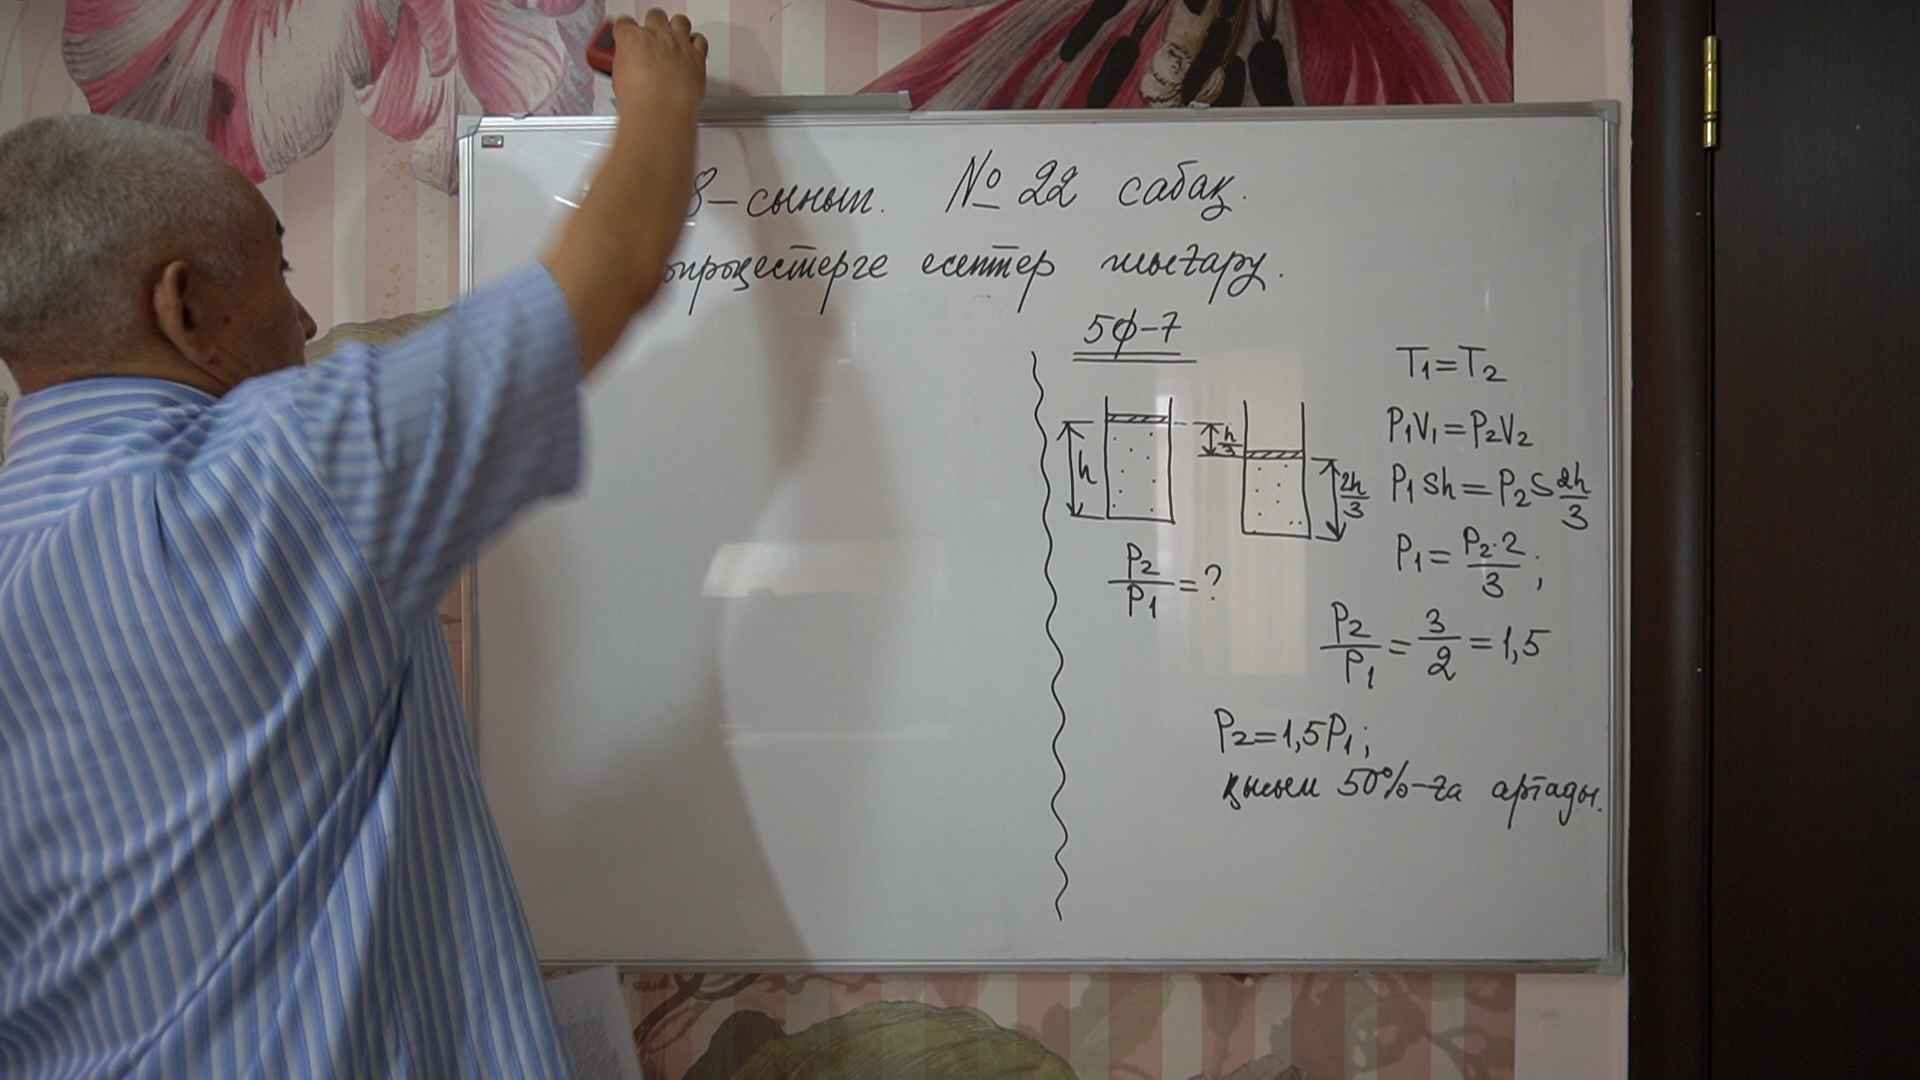 8-сынып. № 22 сабақ.
опроцестерге есептер шығару.
5ф-7
h
h/3
2h/3
P2/P1 = ?
T1=T2
P1V1=P2V2
P1Sh=P2S 2h/3
P1= P2·2/3;
P2/P1 = 3/2 = 1,5
P2=1,5P1;
қысым 50%-ға артады.